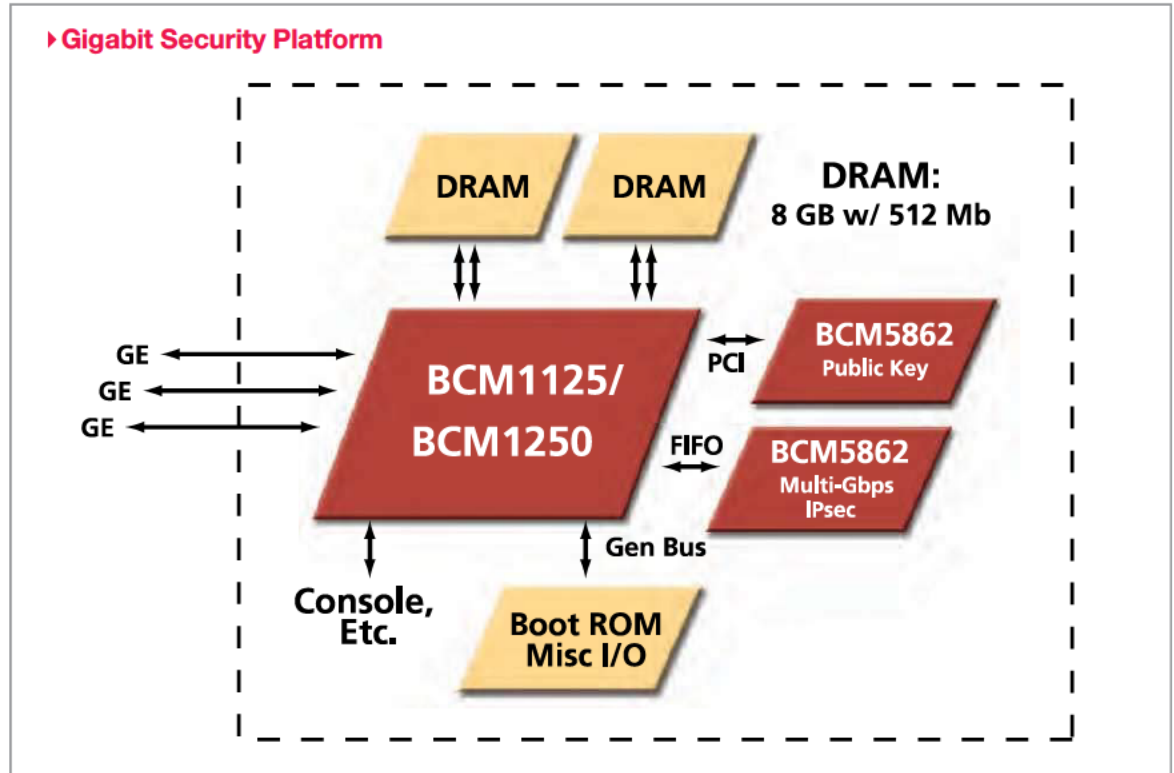 Gigabit Security Platform
DRAM
DRAM
DRAM:
8 GB w/ 512 Mb
GE
GE
GE
BCM1125/
BCM1250
PCI
BCM5862
Public Key
FIFO
BCM5862
Multi-Gbps
IPsec
Gen Bus
Console,
Etc.
Boot ROM
Misc I/O